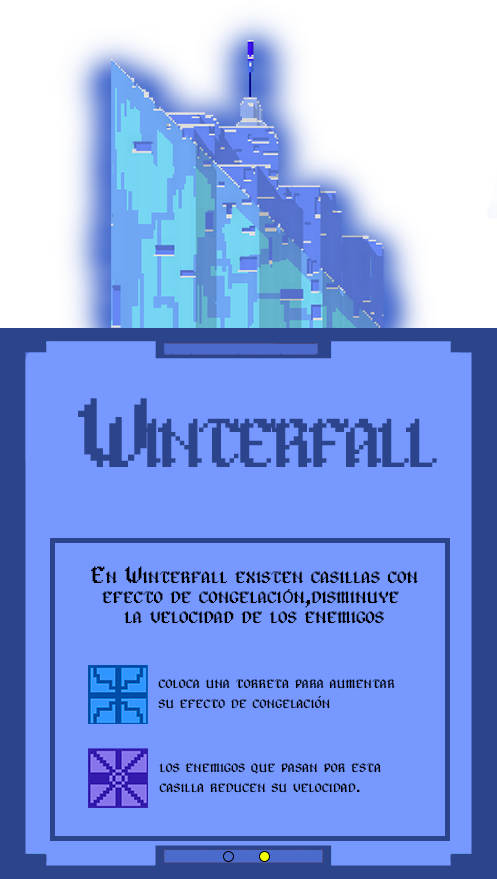 Winterfall
En Winterfall existen casillas con
efecto de congelación,disminuye
la velocidad de los enemigos
coloca una torreta para aumentar
su efecto de congelación
los enemigos que pasan por esta
casilla reducen su velocidad.